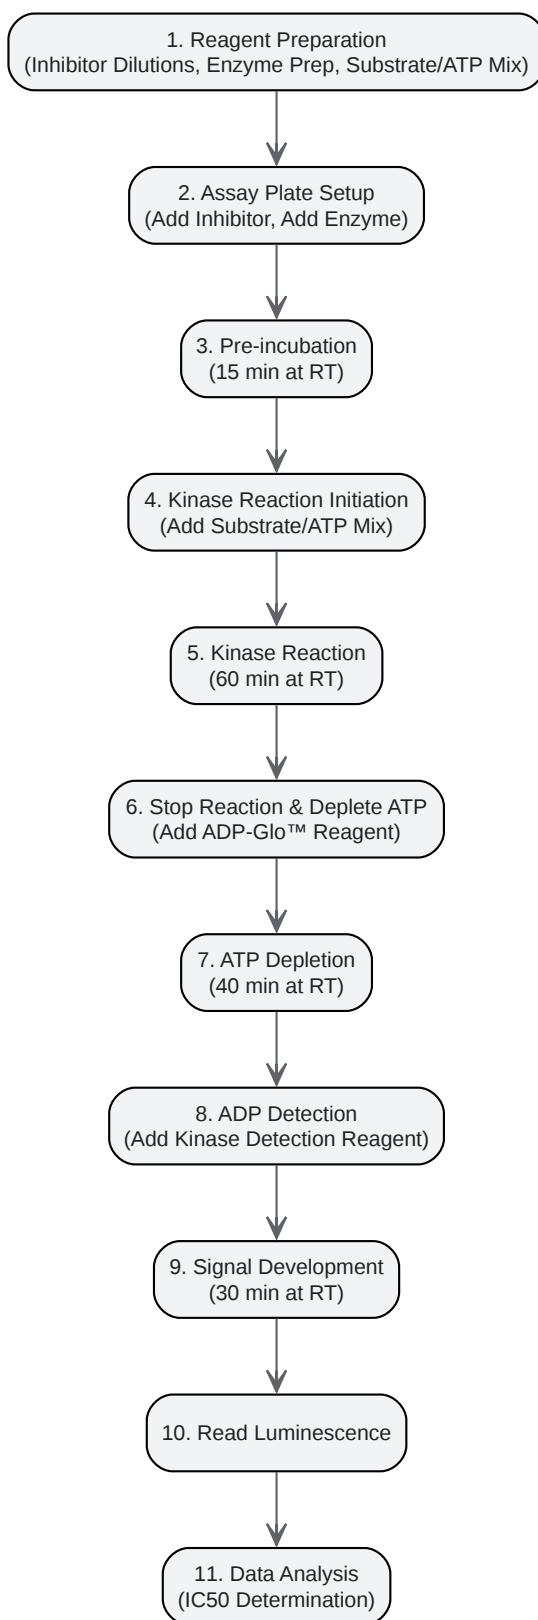 1. Reagent Preparation
(Inhibitor Dilutions, Enzyme Prep, Substrate/ATP Mix)
2. Assay Plate Setup
(Add Inhibitor, Add Enzyme)
3. Pre-incubation
(15 min at RT)
4. Kinase Reaction Initiation
(Add Substrate/ATP Mix)
5. Kinase Reaction
(60 min at RT)
6. Stop Reaction & Deplete ATP
(Add ADP-Glo™ Reagent)
7. ATP Depletion
(40 min at RT)
8. ADP Detection
(Add Kinase Detection Reagent)
9. Signal Development
(30 min at RT)
10. Read Luminescence
11. Data Analysis
(IC50 Determination)